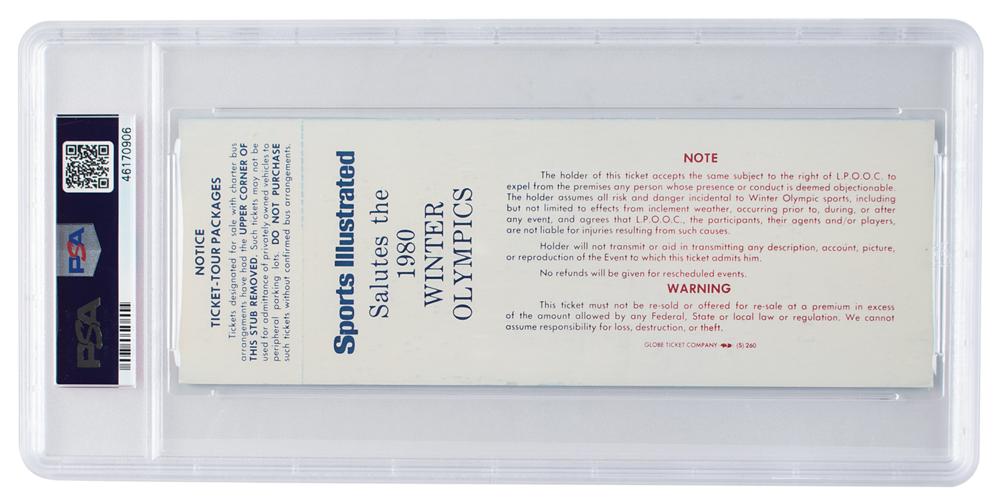 PSA
PSA
46170906
NOTICE
TICKET-TOUR PACKAGES
Tickets designated for sale with charter bus
arrangements have had the UPPER CORNER OF
THIS STUB REMOVED. Such tickets may not be
used for admittance of privately owned vehicles to
peripheral parking lots. DO NOT PURCHASE
such tickets without confirmed bus arrangements.
Sports Illustrated
Salutes the
1980
WINTER
OLYMPICS
NOTE
The holder of this ticket accepts the same subject to the right of L.P.O.O.C. to
expel from the premises any person whose presence or conduct is deemed objectionable.
The holder assumes all risk and danger incidental to Winter Olympic sports, including
but not limited to effects from inclement weather, occurring prior to, during, or after
any event, and agrees that L.P.O.O.C., the participants, their agents and/or players,
are not liable for injuries resulting from such causes.
Holder will not transmit or aid in transmitting any description, account, picture,
or reproduction of the Event to which this ticket admits him.
No refunds will be given for rescheduled events.
WARNING
This ticket must not be re-sold or offered for re-sale at a premium in excess
of the amount allowed by any Federal, State or local law or regulation. We cannot
assume responsibility for loss, destruction, or theft.
GLOBE TICKET COMPANY (5) 260